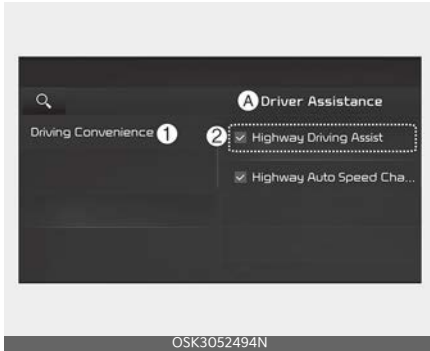 A Driver Assistance
Driving Convenience 1
2 Highway Driving Assist
Highway Auto Speed Cha...
OSK3052494N